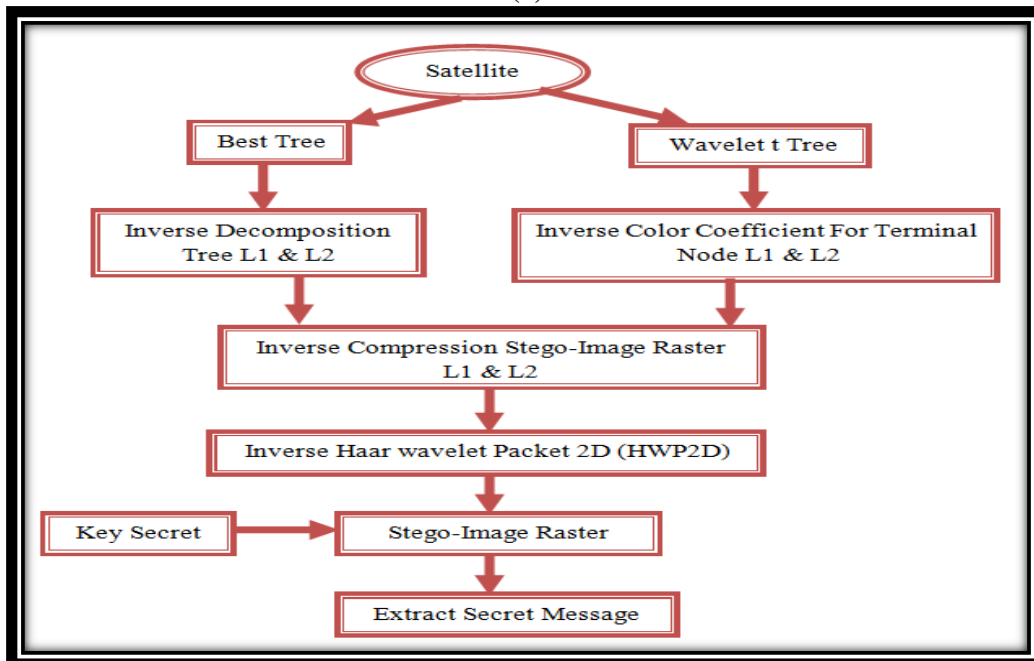 Satellite
Best Tree
Wavelet t Tree
Inverse Decomposition
Tree L1 & L2
Inverse Color Coefficient For Terminal
Node L1 & L2
Inverse Compression Stego-Image Raster
L1 & L2
Inverse Haar wavelet Packet 2D (HWP2D)
Key Secret
Stego-Image Raster
Extract Secret Message